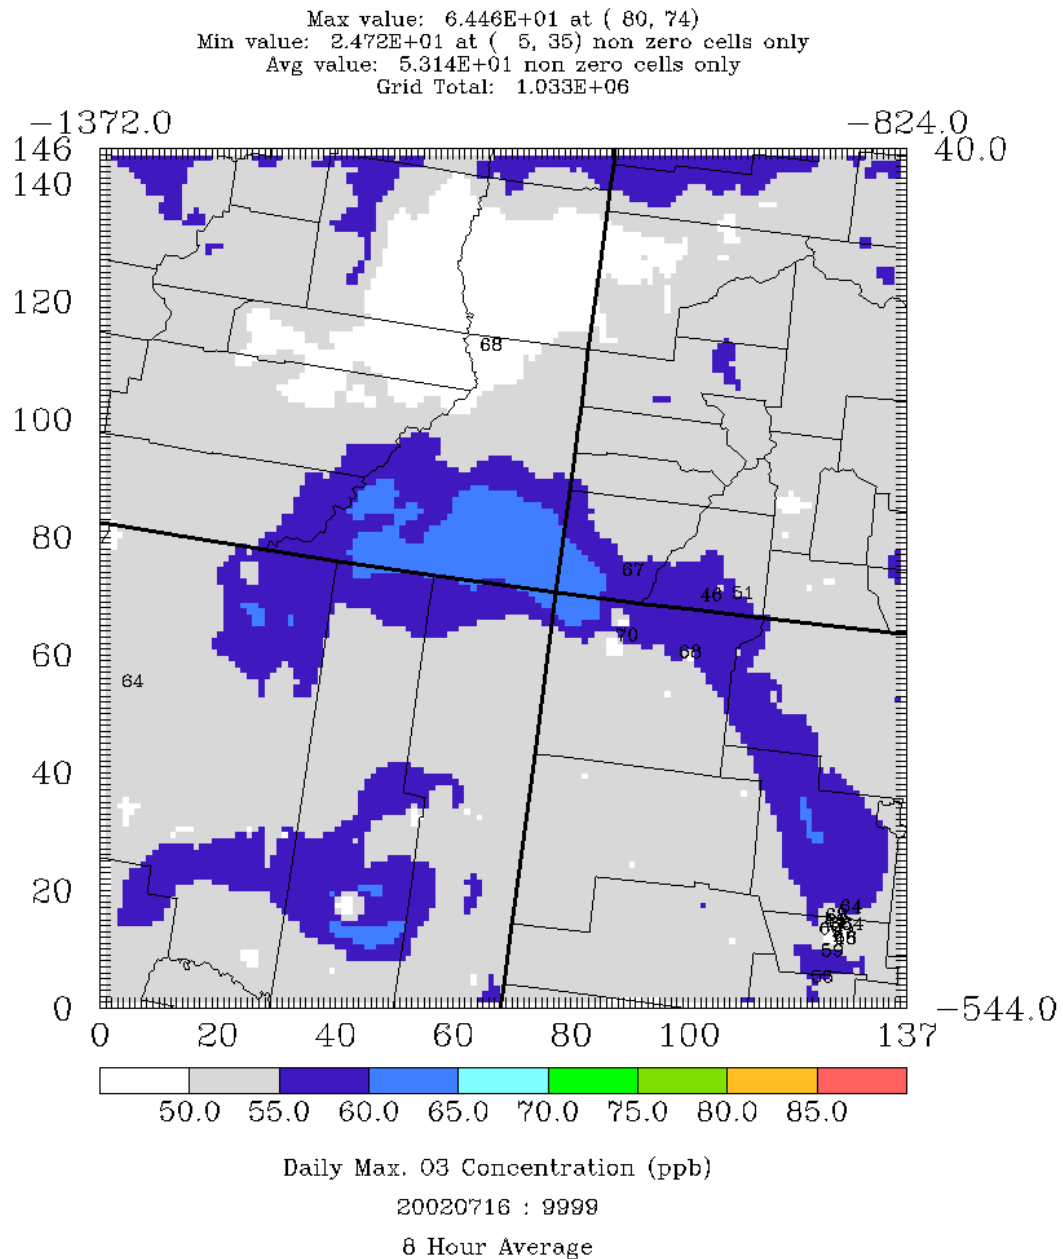 Max value: 6.446E+01 at ( 80, 74)
Min value: 2.472E+01 at ( 5, 35) non zero cells only
Avg value: 5.314E+01 non zero cells only
Grid Total: 1.033E+06
-1372.0 -824.0
146 40.0
140
120
68
100
80
67
46 51
70
68
60
64
40
20
64
59
56
0 -544.0
0 20 40 60 80 100 137
50.0 55.0 60.0 65.0 70.0 75.0 80.0 85.0
Daily Max. O3 Concentration (ppb)
20020716 : 9999
8 Hour Average